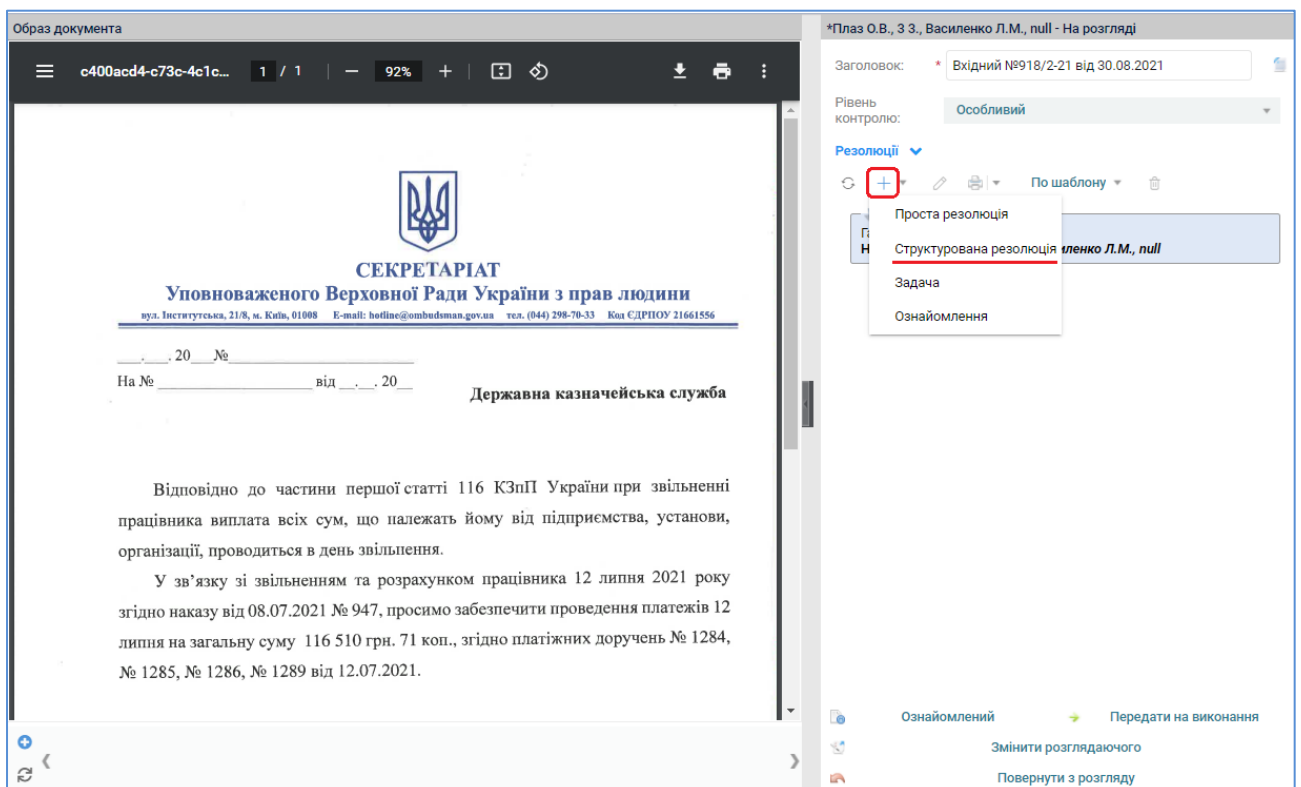 Образ документа
c400acd4-c73c-4c1c... 1 / 1 | − 92% +
СЕКРЕТАРІАТ
Уповноваженого Верховної Ради України з прав людини
вул. Інститутська, 21/8, м. Київ, 01008 E-mail: hotline@ombudsman.gov.ua тел. (044) 298-70-33 Код ЄДРПОУ 21661556
___.___. 20___№___________________________
На № ______________________ від __.__. 20__
Державна казначейська служба
Відповідно до частини першої статті 116 КЗпП України при звільненні
працівника виплата всіх сум, що належать йому від підприємства, установи,
організації, проводиться в день звільнення.
У зв'язку зі звільненням та розрахунком працівника 12 липня 2021 року
згідно наказу від 08.07.2021 № 947, просимо забезпечити проведення платежів 12
липня на загальну суму 116 510 грн. 71 коп., згідно платіжних доручень № 1284,
№ 1285, № 1286, № 1289 від 12.07.2021.
*Плаз О.В., З З., Василенко Л.М., null - На розгляді
Заголовок: * Вхідний №918/2-21 від 30.08.2021
Рівень
контролю: Особливий
Резолюції
По шаблону
Проста резолюція
Структурована резолюція
Л.М., null
Задача
Ознайомлення
Ознайомлений Передати на виконання
Змінити розглядаючого
Повернути з розгляду